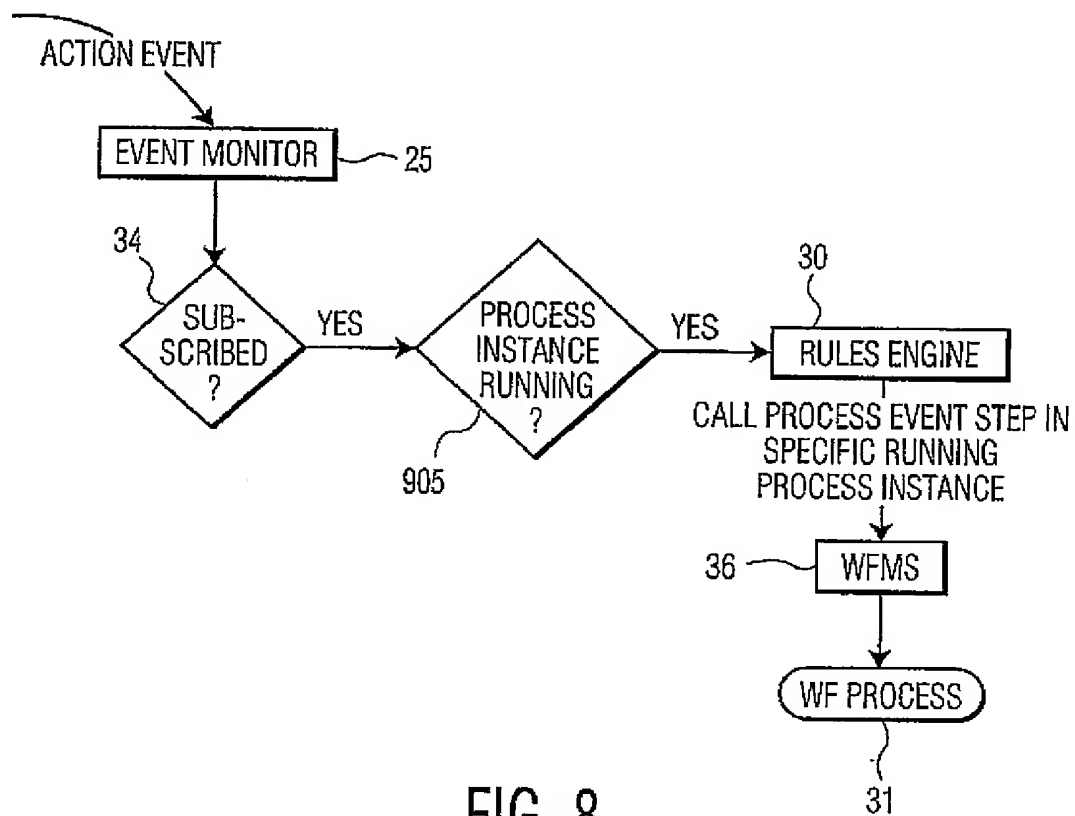 ACTION EVENT
EVENT MONITOR
25
34
SUB-
SCRIBED
?
YES
PROCESS
INSTANCE
RUNNING
?
905
YES
30
RULES ENGINE
CALL PROCESS EVENT STEP IN
SPECIFIC RUNNING
PROCESS INSTANCE
36
WFMS
WF PROCESS
31
FIG. 8